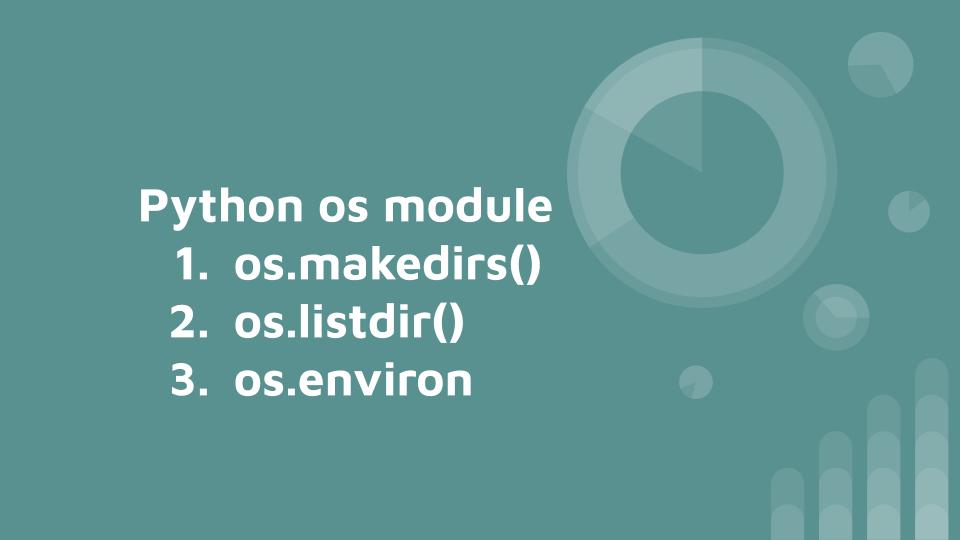 Python os module
1. os.makedirs()
2. os.listdir()
3. os.environ